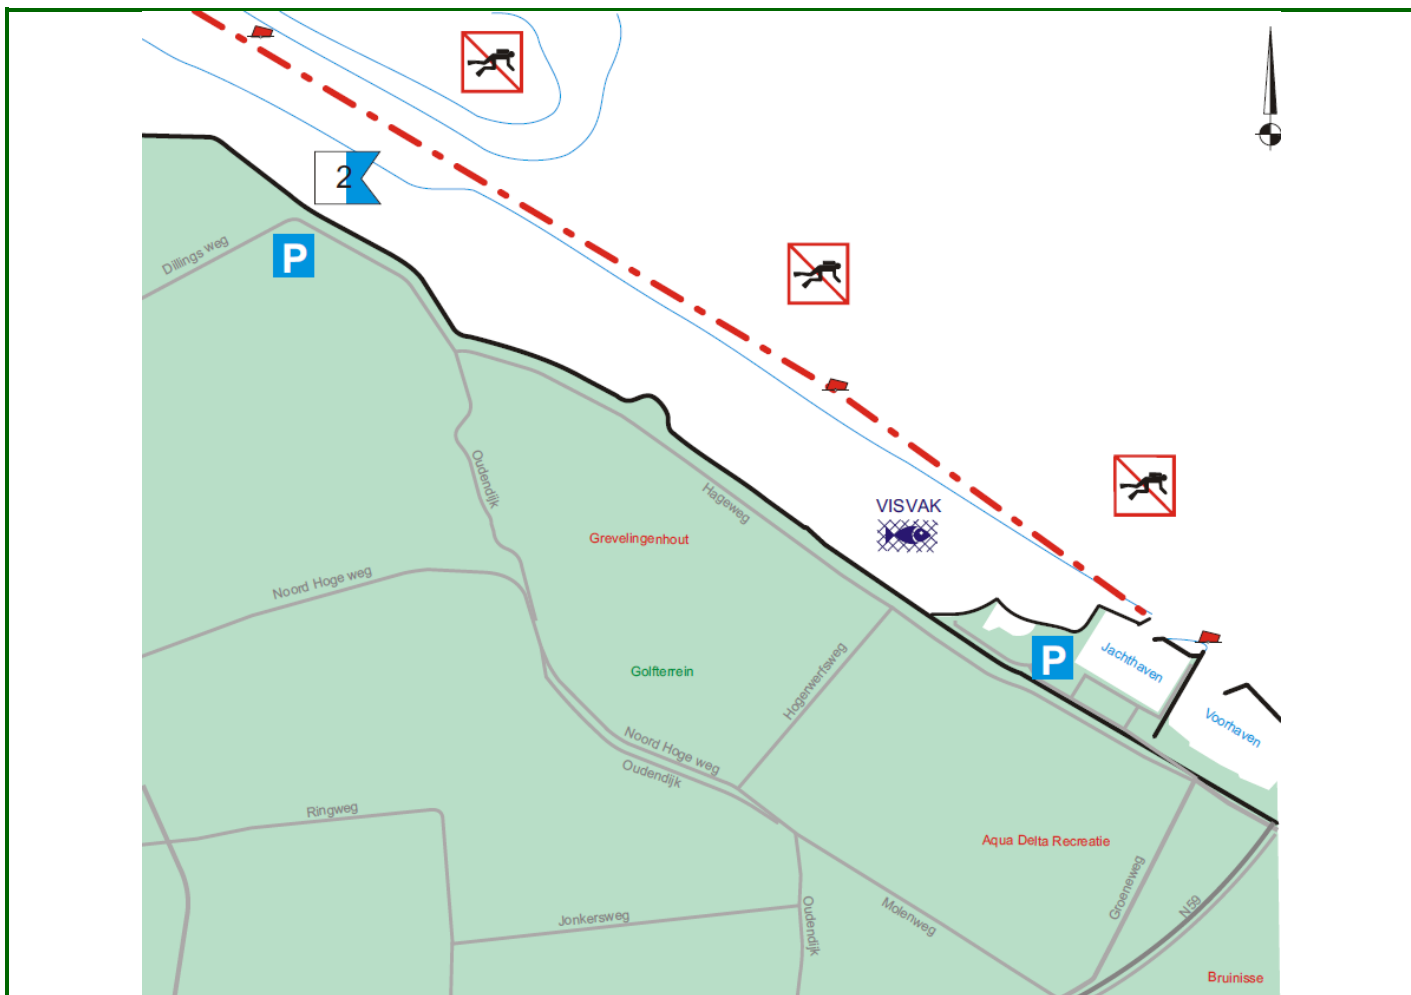 2
Dillings weg
P
Oudendijk
Hageweg
VISVAK
Grevelingenhout
Noord Hoge weg
Golfterrein
Hogerwerfsweg
P
Jachthaven
Voorhaven
Noord Hoge weg
Oudendijk
Ringweg
Aqua Delta Recreatie
Groeneweg
N59
Jonkersweg
Oudendijk
Molenweg
Bruinisse